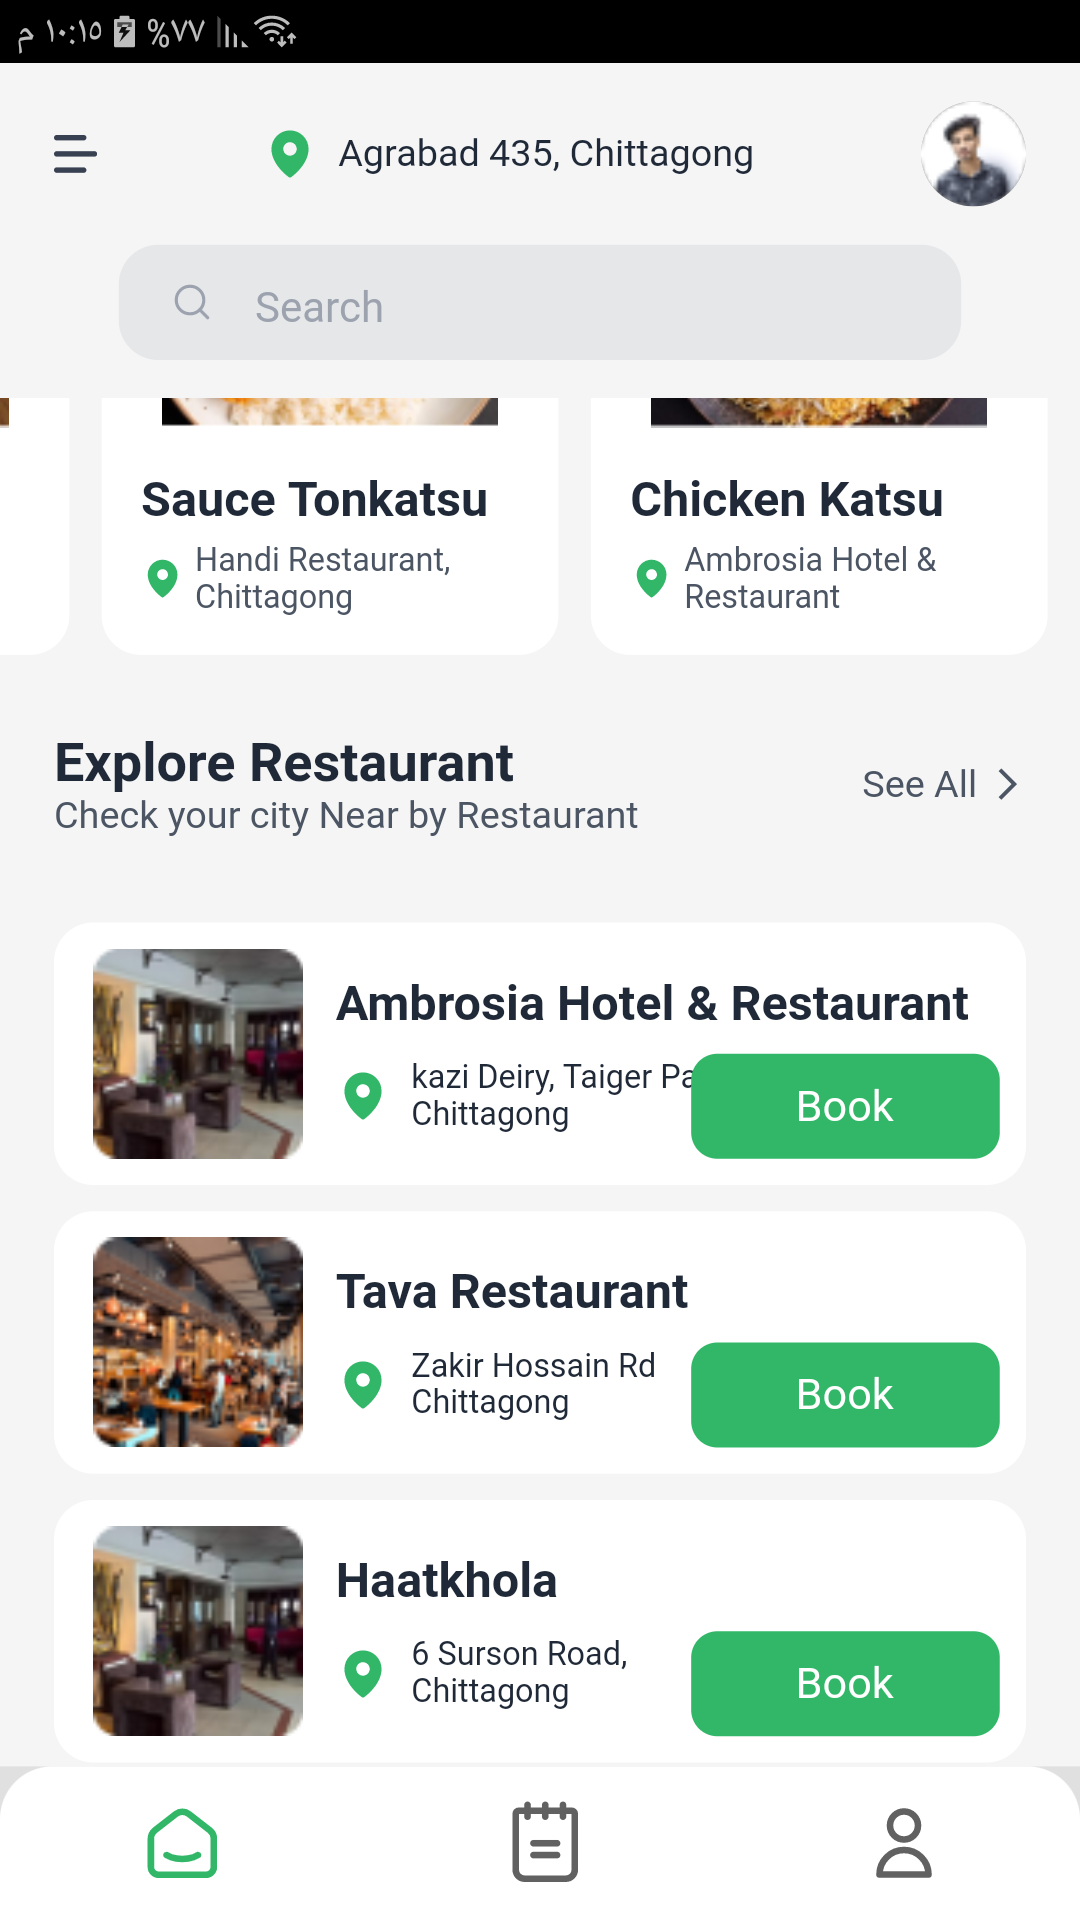 م ١٠:١٥ %٧٧
Agrabad 435, Chittagong
Search
Sauce Tonkatsu
Handi Restaurant,
Chittagong
Chicken Katsu
Ambrosia Hotel &
Restaurant
Explore Restaurant
Check your city Near by Restaurant
See All
Ambrosia Hotel & Restaurant
kazi Deiry, Taiger Pa
Chittagong
Book
Tava Restaurant
Zakir Hossain Rd
Chittagong
Book
Haatkhola
6 Surson Road,
Chittagong
Book